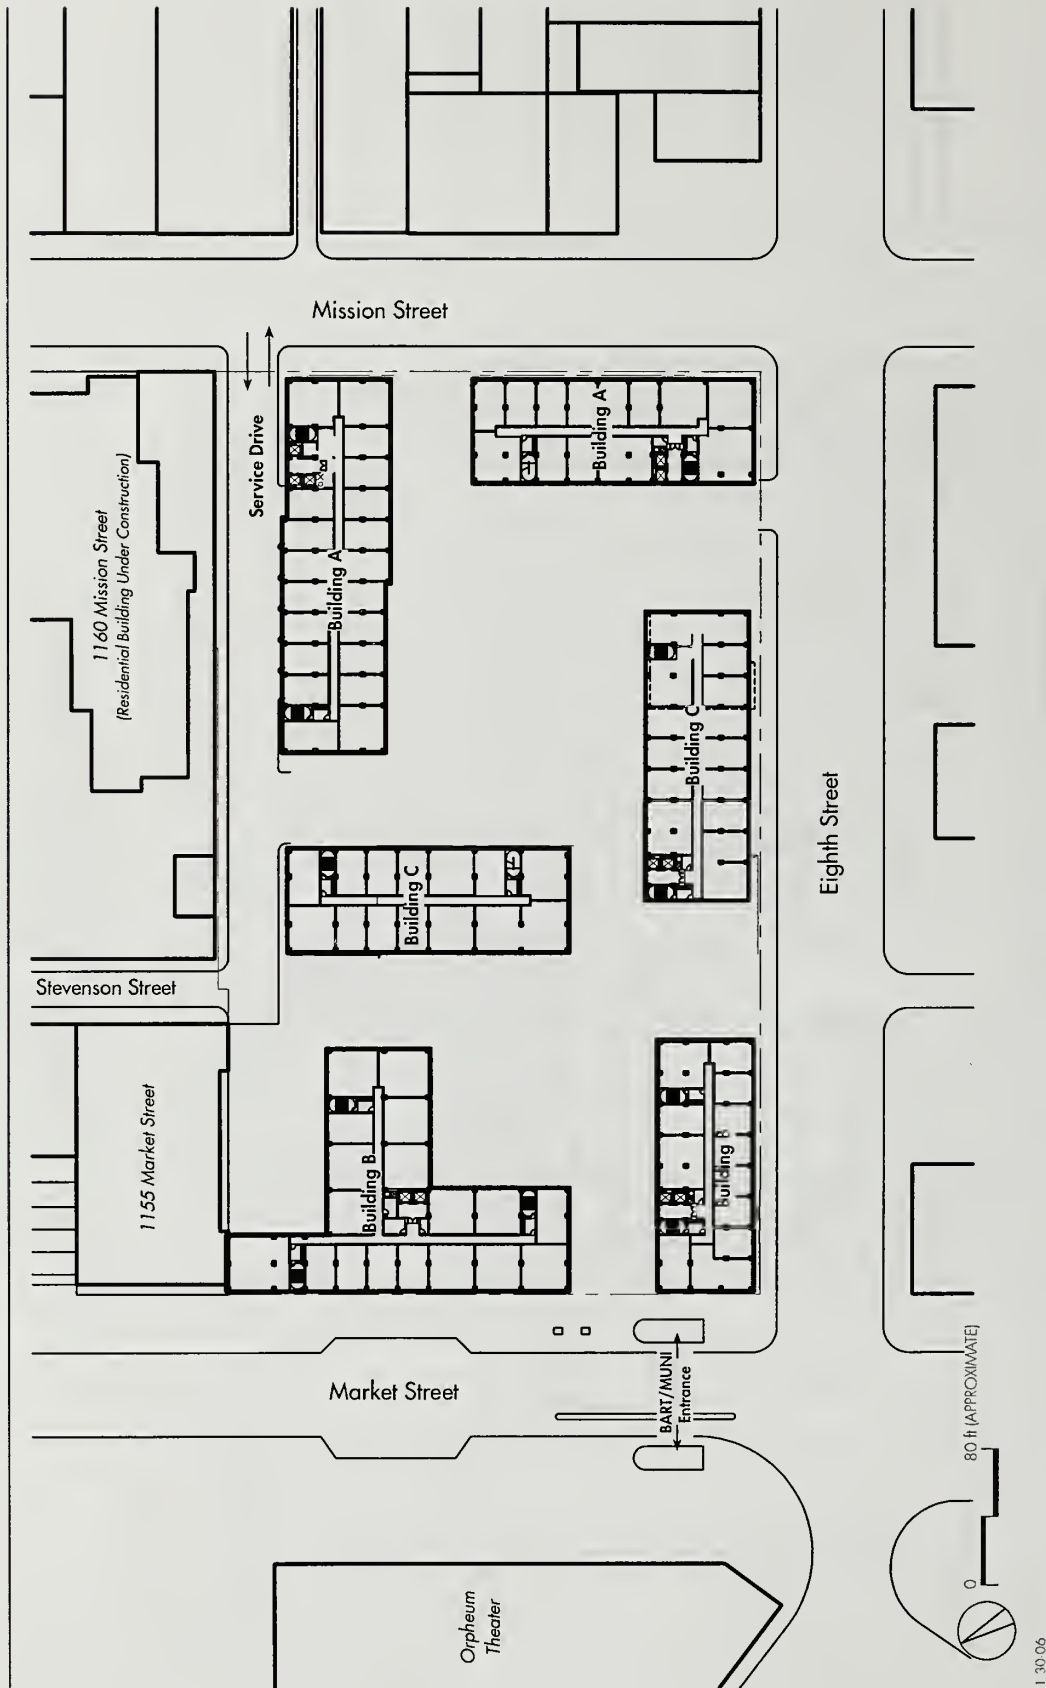 Mission Street
Service Drive
1160 Mission Street
(Residential Building Under Construction)
Building A
Building A
Building C
Building C
Eighth Street
Stevenson Street
1155 Market Street
Building B
Building B
Market Street
BART/MUNI
Entrance
Orpheum
Theater
0
80 ft (APPROXIMATE)
1 30·06